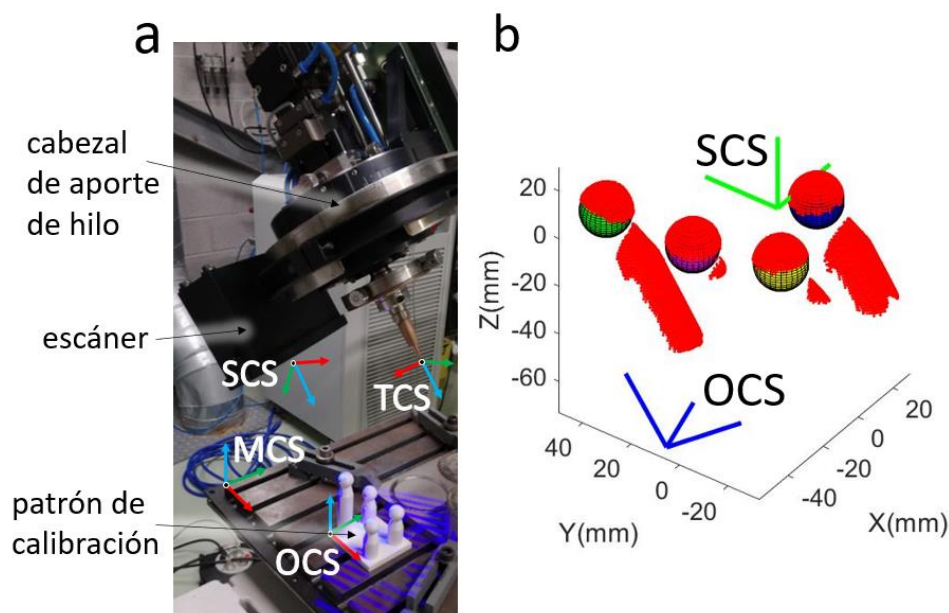 a
cabezal
de aporte
de hilo
escáner
SCS
TCS
MCS
patrón de
calibración
OCS
b
SCS
20
0
-20
-40
-60
Z(mm)
OCS
40
20
0
-20
Y(mm)
20
0
-20
-40
X(mm)